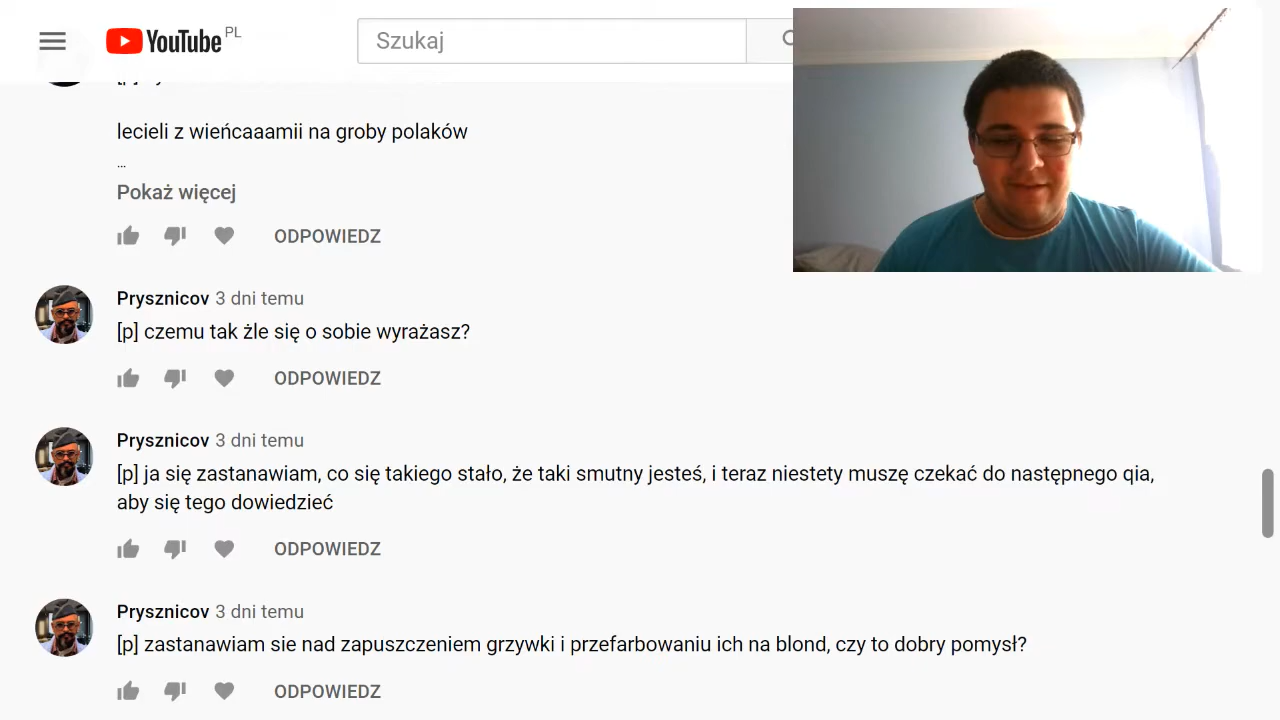 YouTube PL
Szukaj
lecieli z wieńcaaamii na groby polaków
...
Pokaż więcej
ODPOWIEDZ
Prysznicov 3 dni temu
[p] czemu tak żle się o sobie wyrażasz?
ODPOWIEDZ
Prysznicov 3 dni temu
[p] ja się zastanawiam, co się takiego stało, że taki smutny jesteś, i teraz niestety muszę czekać do następnego qia,
aby się tego dowiedzieć
ODPOWIEDZ
Prysznicov 3 dni temu
[p] zastanawiam sie nad zapuszczeniem grzywki i przefarbowaniu ich na blond, czy to dobry pomysł?
ODPOWIEDZ